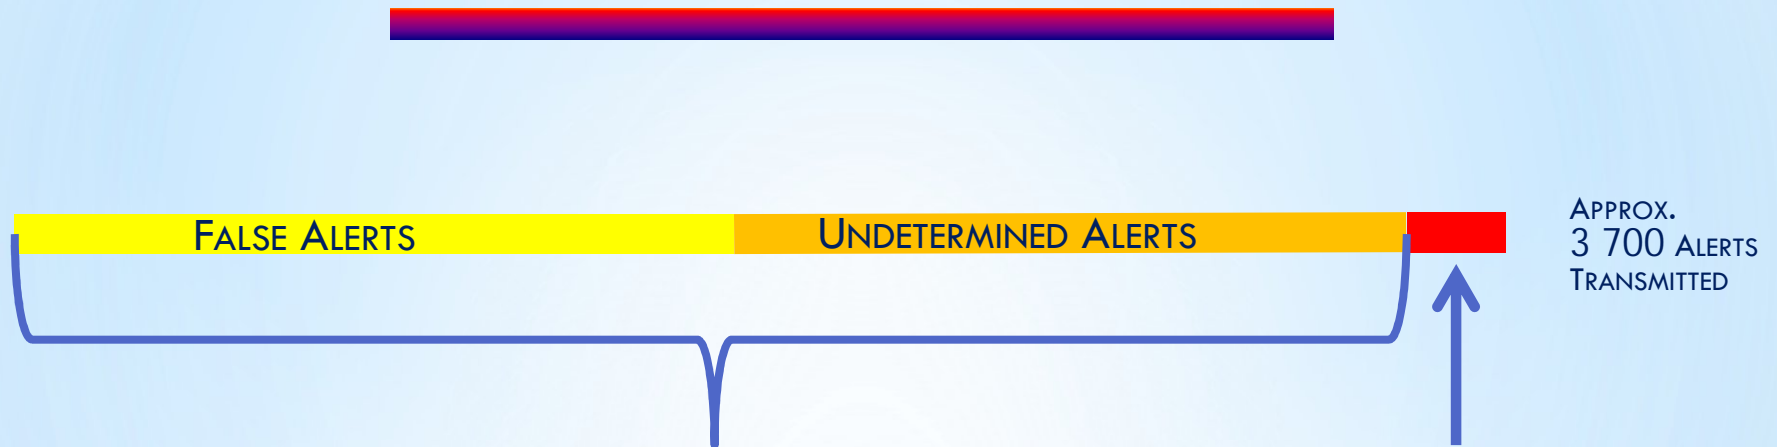 False Alerts
Undetermined Alerts
Approx.
3 700 Alerts
Transmitted